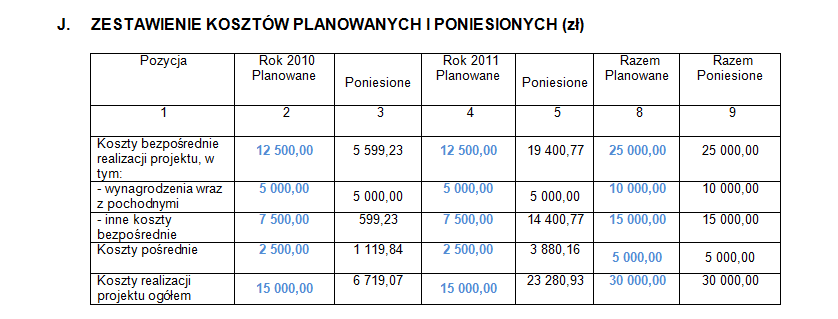 J. ZESTAWIENIE KOSZTÓW PLANOWANYCH I PONIESIONYCH (zł)
Pozycja Rok 2010 Planowane Poniesione Rok 2011 Planowane Poniesione Razem Planowane Razem Poniesione
1 2 3 4 5 8 9
Koszty bezpośrednie
realizacji projektu, w 12 500,00 5 599,23 12 500,00 19 400,77 25 000,00 25 000,00
tym:
- wynagrodzenia wraz 5 000,00 5 000,00 5 000,00 5 000,00 10 000,00 10 000,00
z pochodnymi
- inne koszty 7 500,00 599,23 7 500,00 14 400,77 15 000,00 15 000,00
bezpośrednie
Koszty pośrednie 2 500,00 1 119,84 2 500,00 3 880,16 5 000,00 5 000,00
Koszty realizacji 15 000,00 6 719,07 15 000,00 23 280,93 30 000,00 30 000,00
projektu ogółem